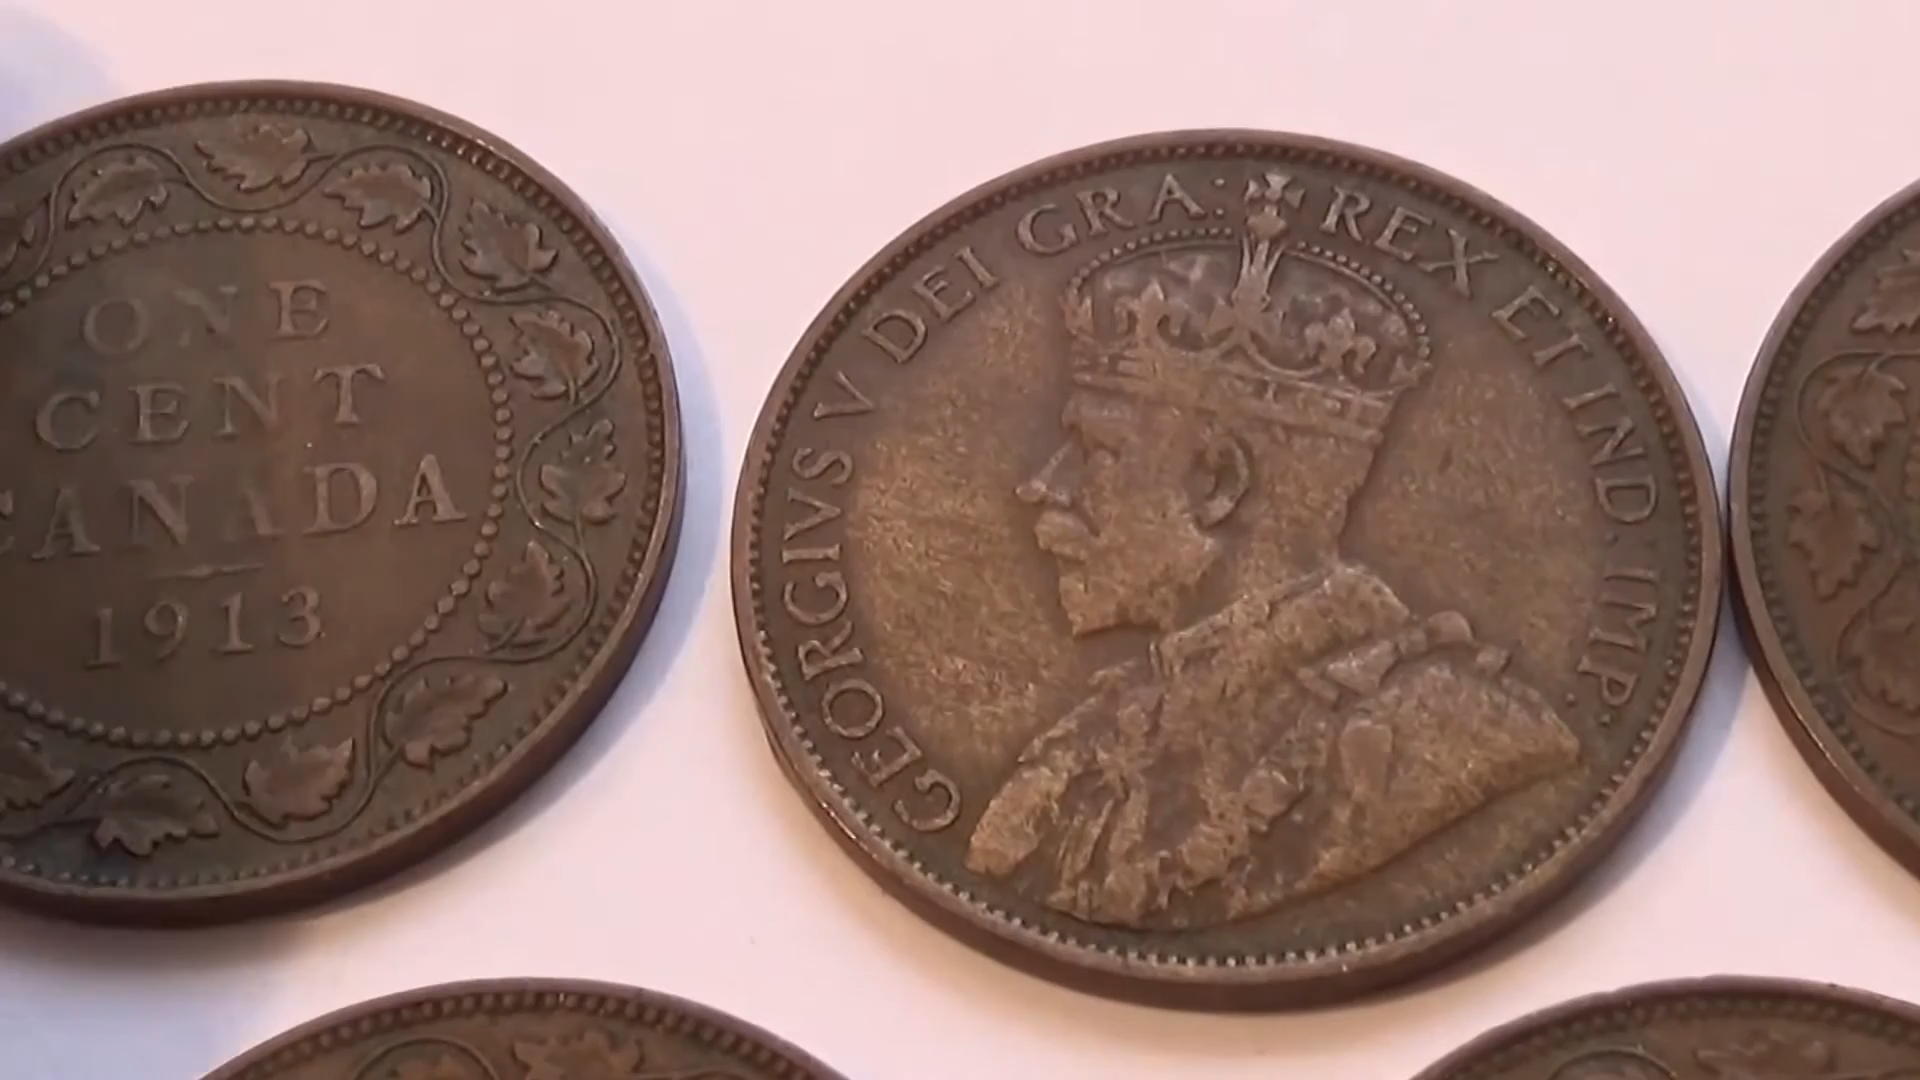 ONE
CENT
CANADA
1913
GEORGIVS V DEI GRA: REX ET IND: IMP: